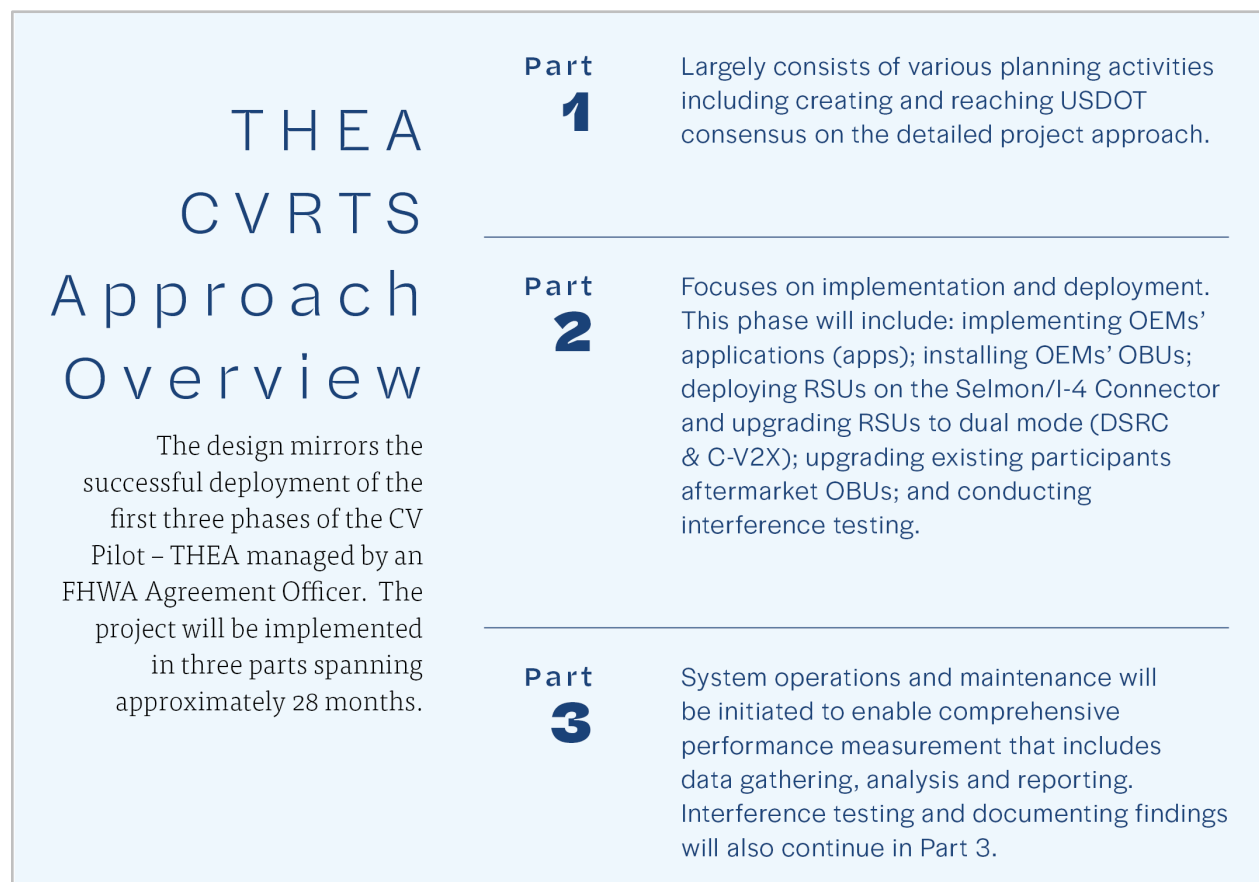 THEA
CVRTS
Approach
Overview
The design mirrors the
successful deployment of the
first three phases of the CV
Pilot – THEA managed by an
FHWA Agreement Officer.  The
project will be implemented
in three parts spanning
approximately 28 months.
Part
1
Largely consists of various planning activities
including creating and reaching USDOT
consensus on the detailed project approach.
Part
2
Focuses on implementation and deployment.
This phase will include: implementing OEMs’
applications (apps); installing OEMs’ OBUs;
deploying RSUs on the Selmon/I-4 Connector
and upgrading RSUs to dual mode (DSRC
& C-V2X); upgrading existing participants
aftermarket OBUs; and conducting
interference testing.
Part
3
System operations and maintenance will
be initiated to enable comprehensive
performance measurement that includes
data gathering, analysis and reporting.
Interference testing and documenting findings
will also continue in Part 3.